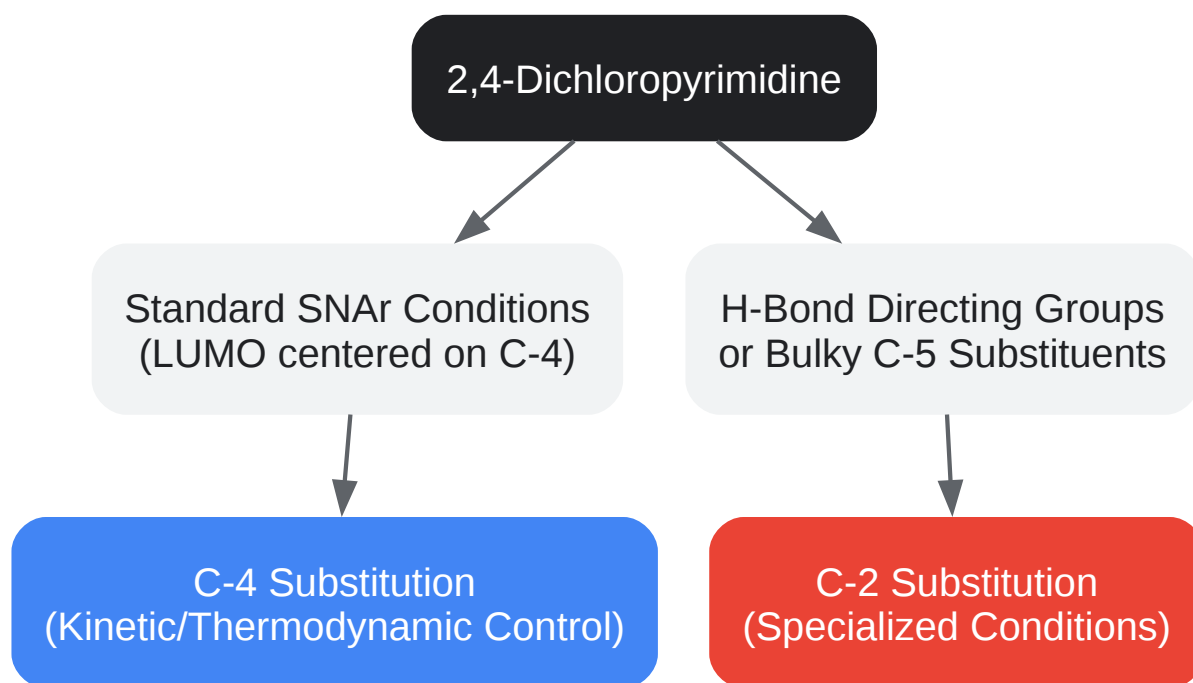 2,4-Dichloropyrimidine
Standard SNAr Conditions
(LUMO centered on C-4)
H-Bond Directing Groups
or Bulky C-5 Substituents
C-4 Substitution
(Kinetic/Thermodynamic Control)
C-2 Substitution
(Specialized Conditions)